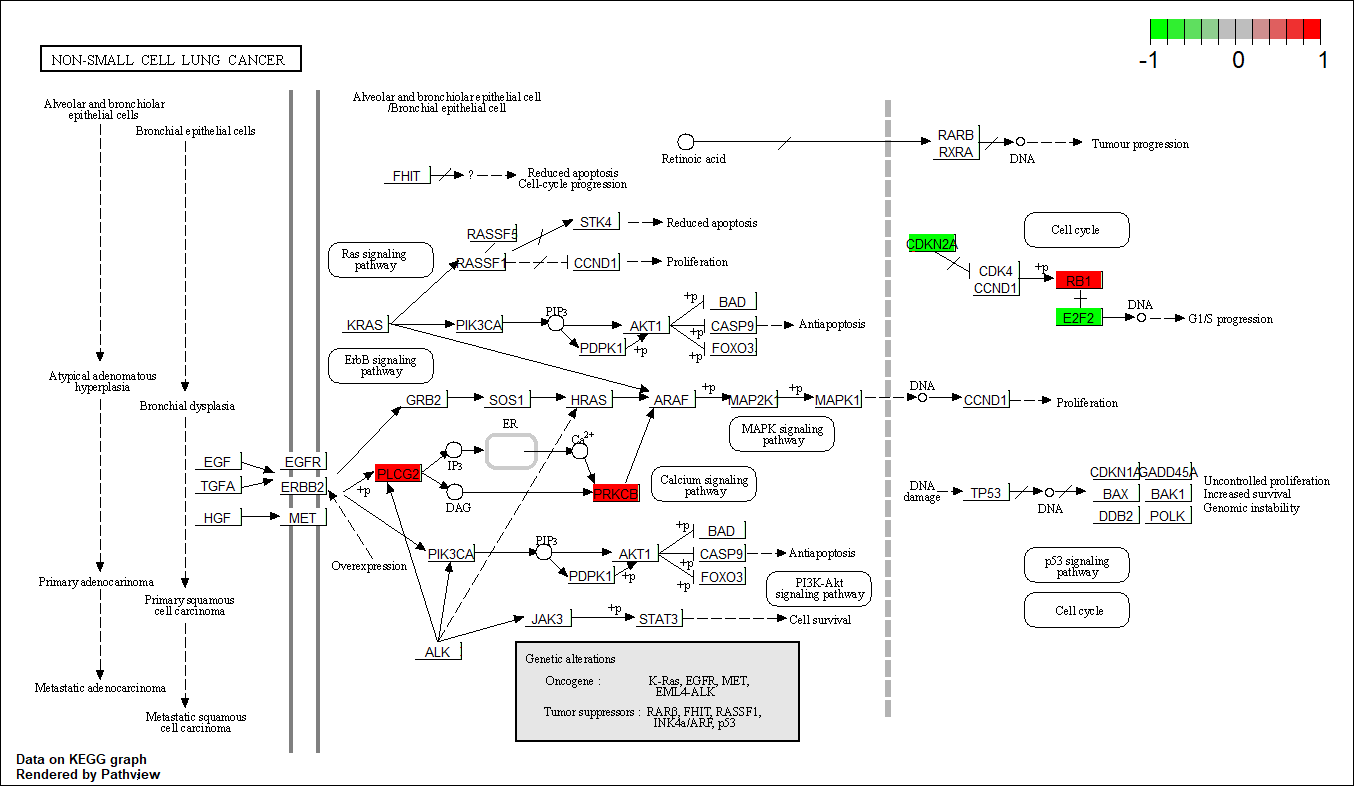 -1 0 1
NON-SMALL CELL LUNG CANCER
Alveolar and bronchiolar
epithelial cells
Bronchial epithelial cells
Atypical adenomatous
hyperplasia
Bronchial dysplasia
Primary adenocarinoma
Primary squamous
cell carcinoma
Metastatic adenocarcinoma
Metastatic squamous
cell carcinoma
Alveolar and bronchiolar epithelial cell
/Bronchial epithelial cell
Retinoic acid
RARB
RXRA
DNA
Tumour progression
FHIT
?
Reduced apoptosis
Cell-cycle progression
RASSF5
STK4
Reduced apoptosis
Ras signaling
pathway
RASSF1
CCND1
Proliferation
KRAS
PIK3CA
PIP3
PDPK1
+p
AKT1
+p
+p
+p
BAD
CASP9
FOXO3
Antiapoptosis
Cell cycle
CDKN2A
CDK4
CCND1
+p
RB1
E2F2
DNA
G1/S progression
ErbB signaling
pathway
GRB2
SOS1
HRAS
ARAF
+p
MAP2K1
+p
MAPK1
DNA
CCND1
Proliferation
MAPK signaling
pathway
EGF
TGFA
HGF
EGFR
ERBB2
MET
+p
PLCG2
IP3
DAG
ER
Ca2+
PRKCB
Calcium signaling
pathway
DNA
damage
TP53
DNA
CDKN1A
GADD45A
BAX
BAK1
DDB2
POLK
Uncontrolled proliferation
Increased survival
Genomic instability
Overexpression
PIK3CA
PIP3
PDPK1
+p
AKT1
+p
+p
+p
BAD
CASP9
FOXO3
Antiapoptosis
PI3K-Akt
signaling pathway
p53 signaling
pathway
Cell cycle
JAK3
+p
STAT3
Cell survival
ALK
Genetic alterations
Oncogene : K-Ras, EGFR, MET,
EML4-ALK
Tumor suppressors : RARβ, FHIT, RASSF1,
INK4a/ARF, p53
Data on KEGG graph
Rendered by Pathview